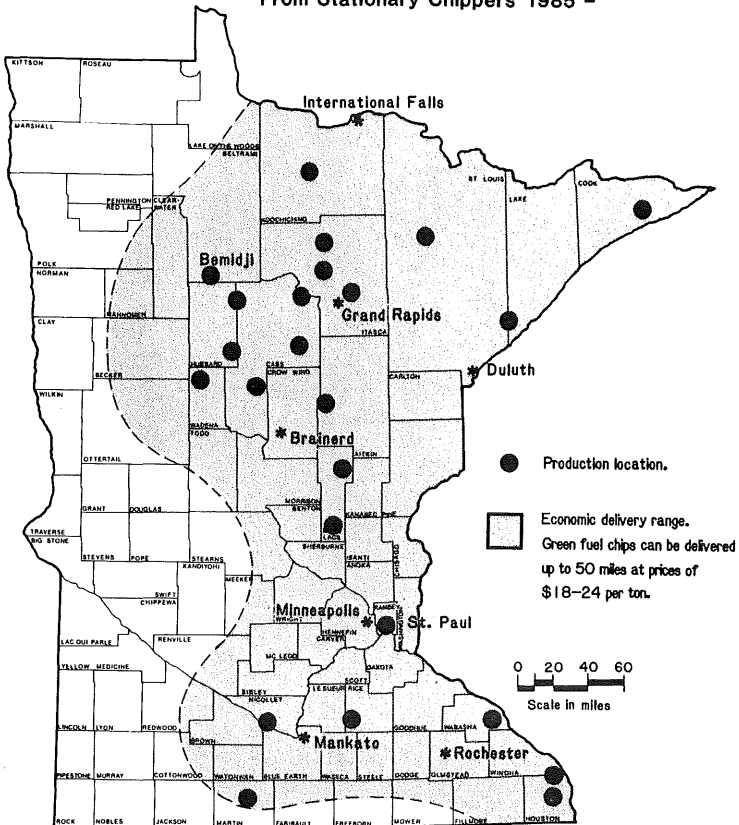 From Stationary Chippers 1985 -
KITTSON
ROSEAU
International Falls
MARSHALL
LAKE OF THE WOODS
BELTRAMI
ST. LOUIS
COOK
LAKE
PENNINGTON
CLEAR-
RED LAKE
WATER
KOOCHICHING
POLK
Bemidji
NORMAN
MAHNOMEN
Grand Rapids
CLAY
ITASCA
HUBBARD
CASS
CROW WING
Duluth
BECKER
CARLTON
WILKIN
WADENA
TODD
Brainerd
AITKIN
OTTERTAIL
Production location.
MORRISON
BENTON
GRANT
DOUGLAS
KANABEC
PINE
Economic delivery range.
Green fuel chips can be delivered
up to 50 miles at prices of
$18-24 per ton.
TRAVERSE
BIG STONE
LACS
SHERBURNE
STEVENS
POPE
STEARNS
ISANTI
ANOKA
CHISAGO
KANDIYOHI
MEEKER
SWIFT
CHIPPEWA
Minneapolis
WRIGHT
RAMSEY
St. Paul
HENNEPIN
CARVER
WASHINGTON
LAC QUI PARLE
RENVILLE
MC LEOD
DAKOTA
YELLOW MEDICINE
SCOTT
0 20 40 60
Scale in miles
SIBLEY
LE SUEUR
RICE
NICOLLET
LINCOLN
LYON
REDWOOD
GOODHUE
WABASHA
BROWN
Mankato
Rochester
PIPESTONE
MURRAY
COTTONWOOD
WATONWAN
BLUE EARTH
WASECA
STEELE
DODGE
OLMSTEAD
WINONA
ROCK
NOBLES
JACKSON
MARTIN
FARIBAULT
FREEBORN
MOWER
FILLMORE
HOUSTON